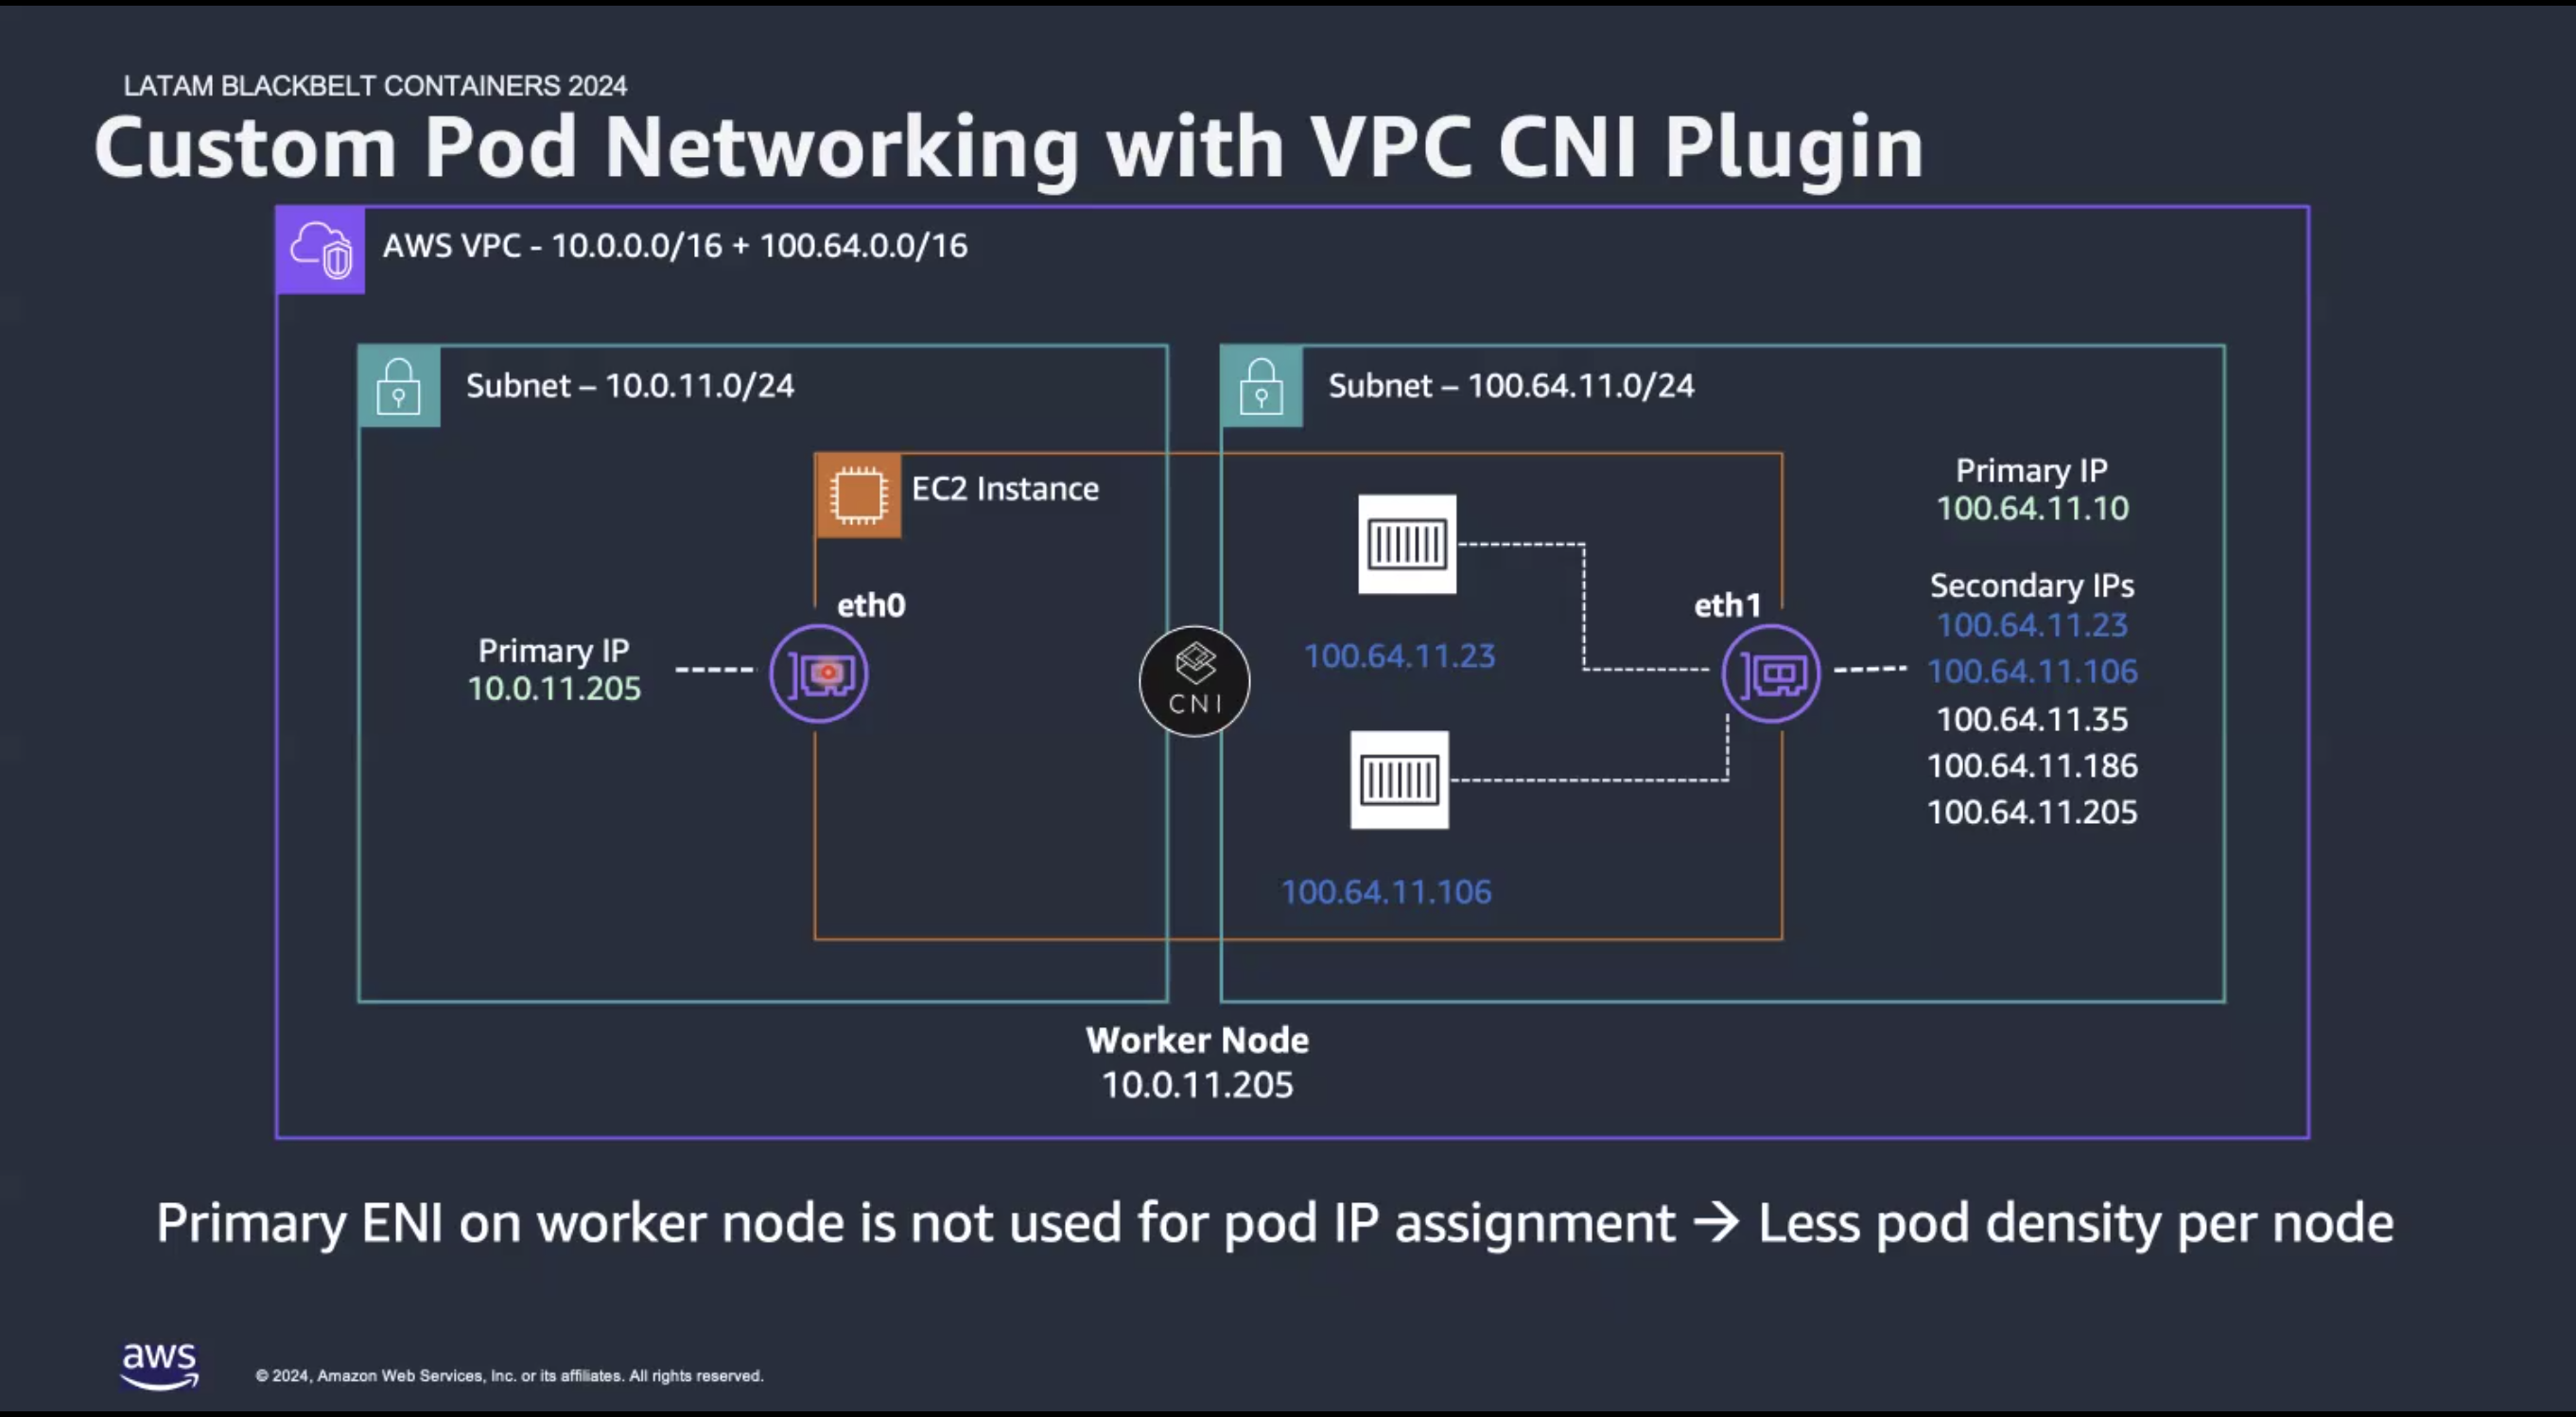 LATAM BLACKBELT CONTAINERS 2024
Custom Pod Networking with VPC CNI Plugin
AWS VPC - 10.0.0.0/16 + 100.64.0.0/16
Subnet – 10.0.11.0/24
Subnet – 100.64.11.0/24
EC2 Instance
eth0
Primary IP
10.0.11.205
CNI
100.64.11.23
100.64.11.106
eth1
Primary IP
100.64.11.10
Secondary IPs
100.64.11.23
100.64.11.106
100.64.11.35
100.64.11.186
100.64.11.205
Worker Node
10.0.11.205
Primary ENI on worker node is not used for pod IP assignment → Less pod density per node
aws
© 2024, Amazon Web Services, Inc. or its affiliates. All rights reserved.